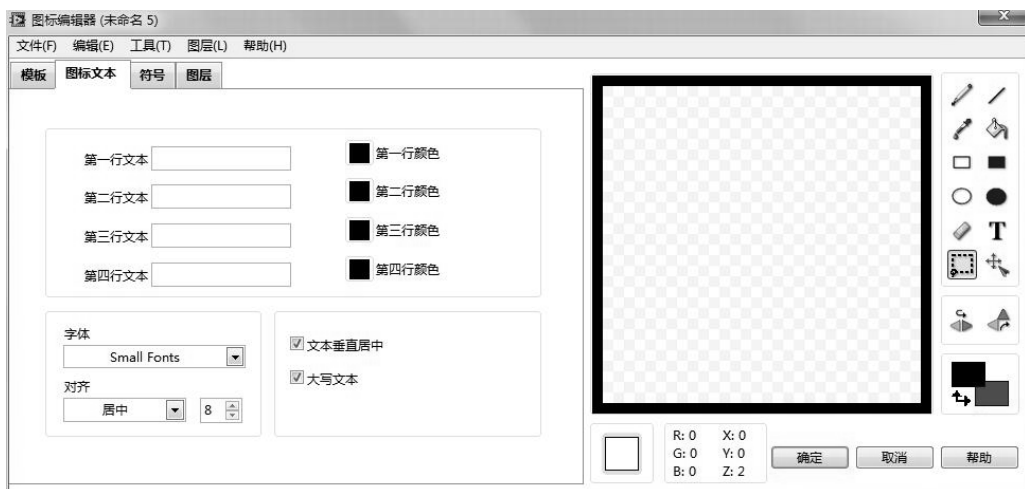 图标编辑器 (未命名 5)
X
文件(F) 编辑(E) 工具(T) 图层(L) 帮助(H)
模板 图标文本 符号 图层
第一行文本 第一行颜色
第二行文本 第二行颜色
第三行文本 第三行颜色
第四行文本 第四行颜色
字体
Small Fonts
对齐
居中 8
文本垂直居中
大写文本
T
R: 0 X: 0
G: 0 Y: 0
B: 0 Z: 2
确定 取消 帮助